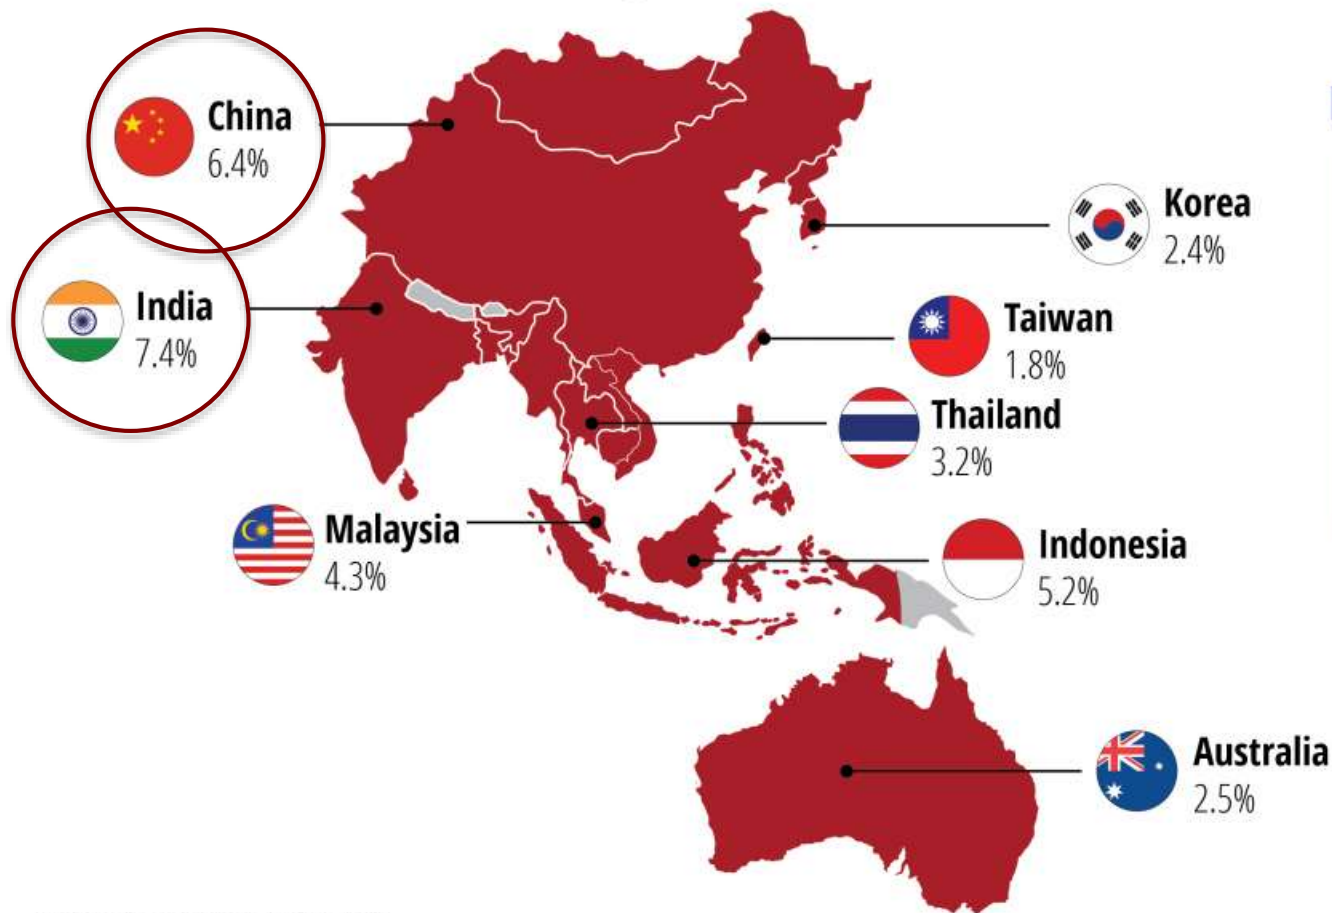 China
6.4%
Korea
2.4%
India
7.4%
Taiwan
1.8%
Thailand
3.2%
Malaysia
4.3%
Indonesia
5.2%
Australia
2.5%